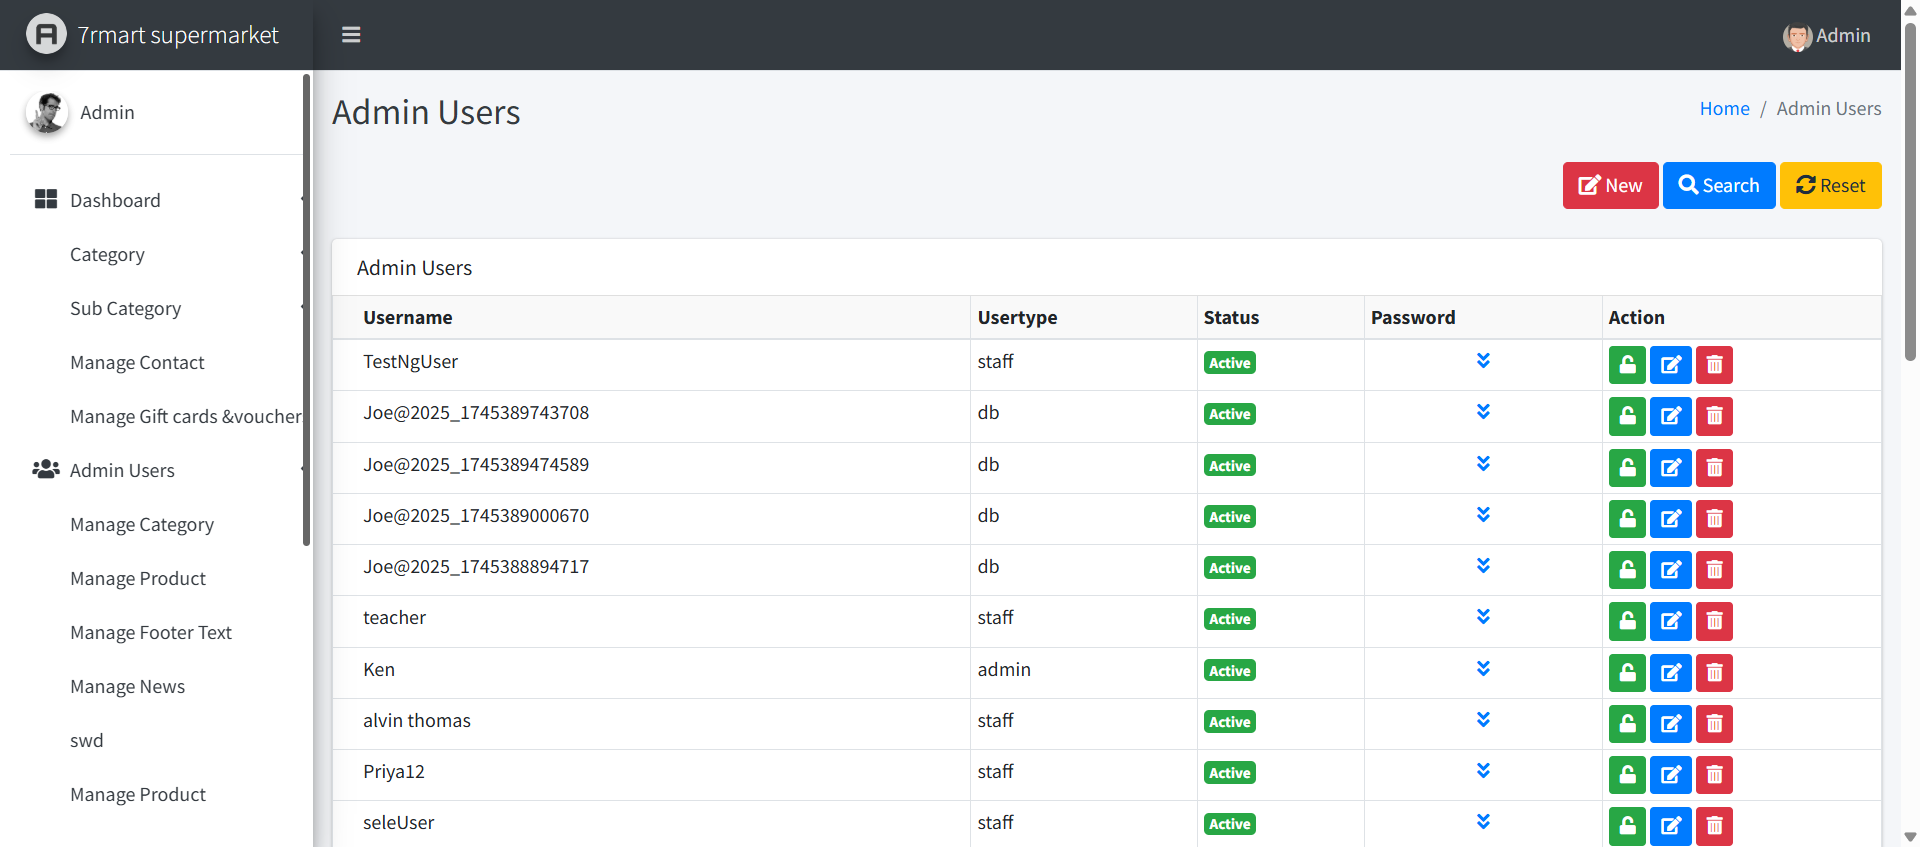 7rmart supermarket
Admin
Admin
Dashboard
Category
Sub Category
Manage Contact
Manage Gift cards &voucher
Admin Users
Manage Category
Manage Product
Manage Footer Text
Manage News
swd
Manage Product
Admin Users
Home / Admin Users
New Search Reset
Admin Users
Username Usertype Status Password Action
TestNgUser staff Active
Joe@2025_1745389743708 db Active
Joe@2025_1745389474589 db Active
Joe@2025_1745389000670 db Active
Joe@2025_1745388894717 db Active
teacher staff Active
Ken admin Active
alvin thomas staff Active
Priya12 staff Active
seleUser staff Active